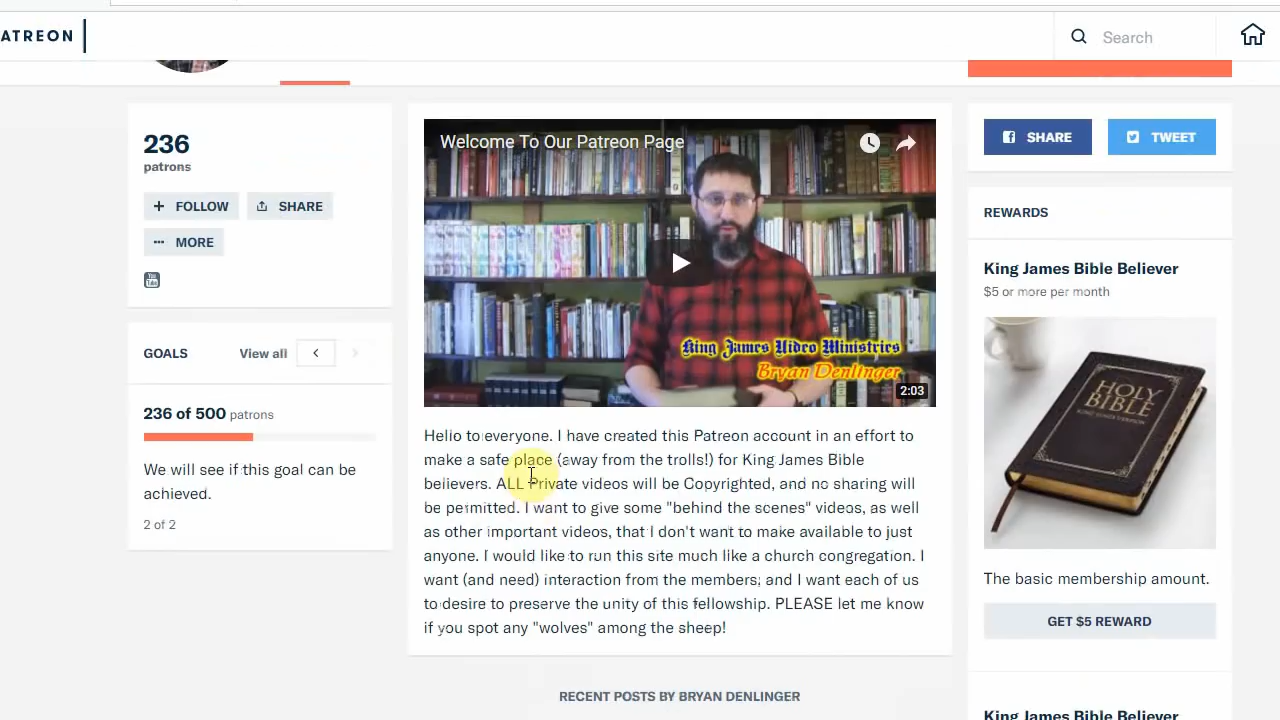 ATREON
Search
236
patrons
FOLLOW
SHARE
MORE
You Tube
GOALS
View all
236 of 500 patrons
We will see if this goal can be
achieved.
2 of 2
Welcome To Our Patreon Page
King James Video Ministries
Bryan Denlinger
2:03
Hello to everyone. I have created this Patreon account in an effort to
make a safe place (away from the trolls!) for King James Bible
believers. ALL Private videos will be Copyrighted, and no sharing will
be permitted. I want to give some "behind the scenes" videos, as well
as other important videos, that I don't want to make available to just
anyone. I would like to run this site much like a church congregation. I
want (and need) interaction from the members, and I want each of us
to desire to preserve the unity of this fellowship. PLEASE let me know
if you spot any "wolves" among the sheep!
RECENT POSTS BY BRYAN DENLINGER
SHARE
TWEET
REWARDS
King James Bible Believer
$5 or more per month
HOLY
BIBLE
KING JAMES VERSION
The basic membership amount.
GET $5 REWARD
King James Bible Believer